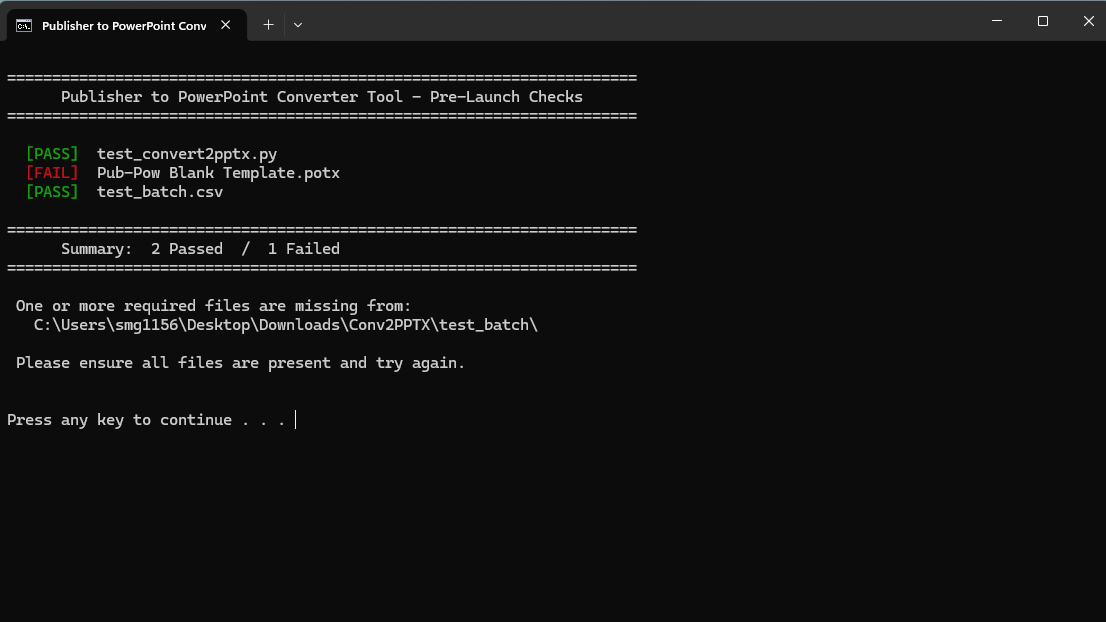 Publisher to PowerPoint Conv
======================================================================
Publisher to PowerPoint Converter Tool - Pre-Launch Checks
======================================================================
[PASS]  test_convert2pptx.py
[FAIL]  Pub-Pow Blank Template.potx
[PASS]  test_batch.csv
======================================================================
Summary:  2 Passed  /  1 Failed
======================================================================
One or more required files are missing from:
C:\Users\smg1156\Desktop\Downloads\Conv2PPTX\test_batch\
Please ensure all files are present and try again.
Press any key to continue . . .